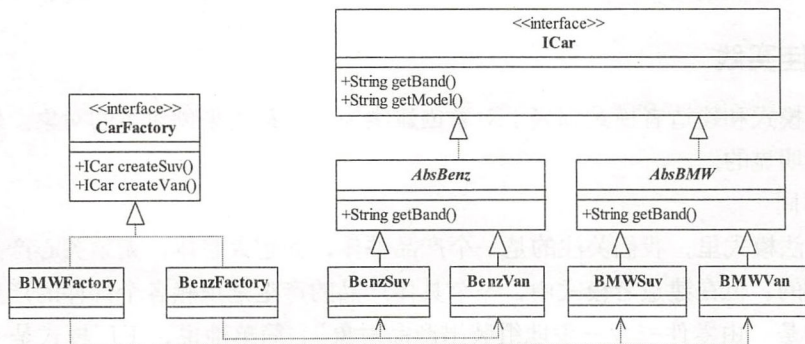 <<interface>>
ICar
+String getBand()
+String getModel()
<<interface>>
CarFactory
+ICar createSuv()
+ICar createVan()
AbsBenz
+String getBand()
AbsBMW
+String getBand()
BMWFactory
BenzFactory
BenzSuv
BenzVan
BMWSuv
BMWVan